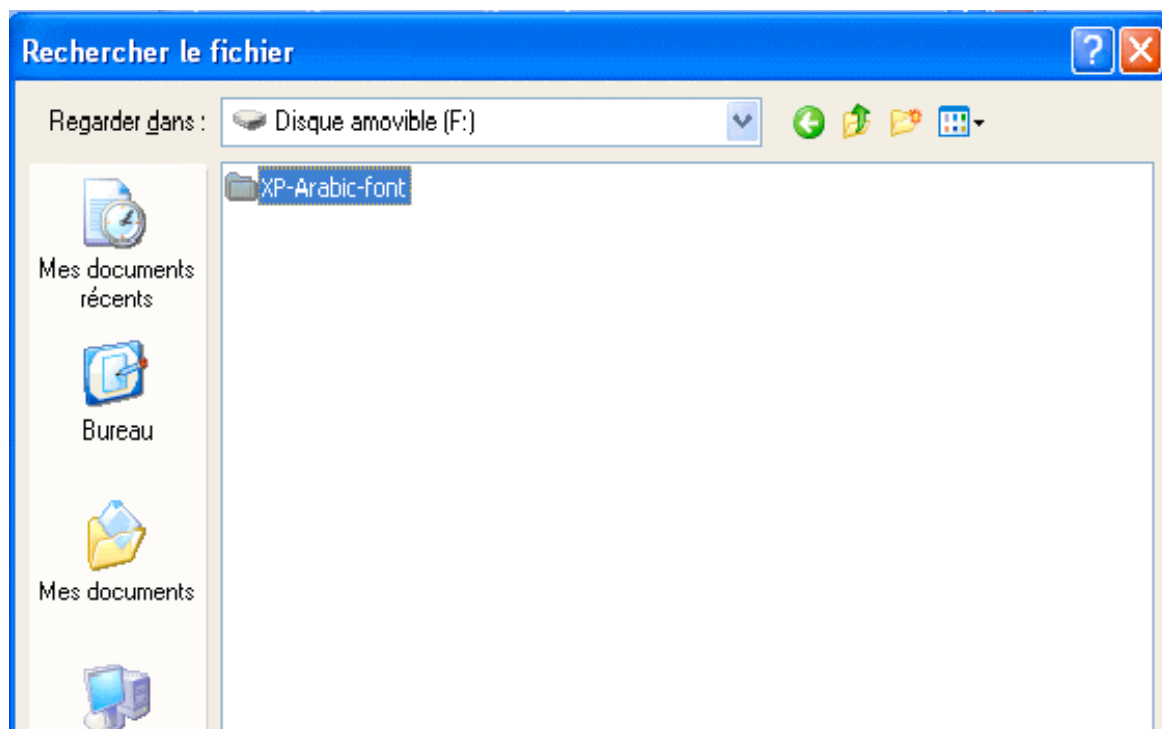 Rechercher le fichier
Regarder dans :
Disque amovible (F:)
XP-Arabic-font
Mes documents
récents
Bureau
Mes documents